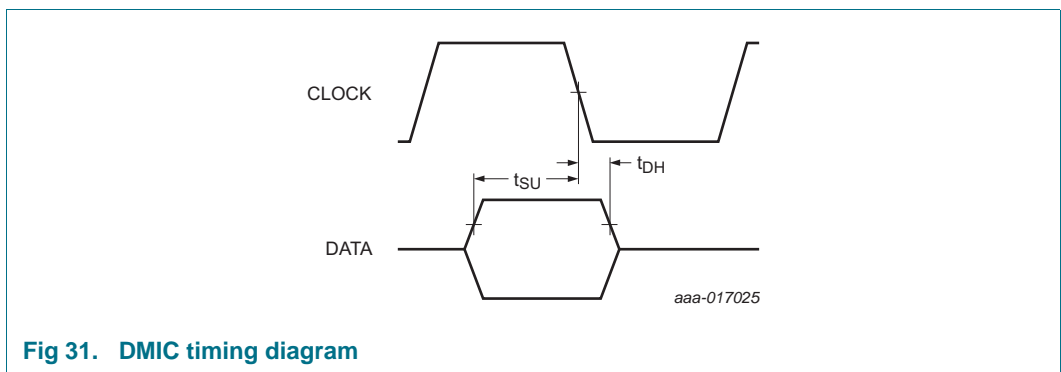 CLOCK
tDH
tSU
DATA
aaa-017025
Fig 31. DMIC timing diagram